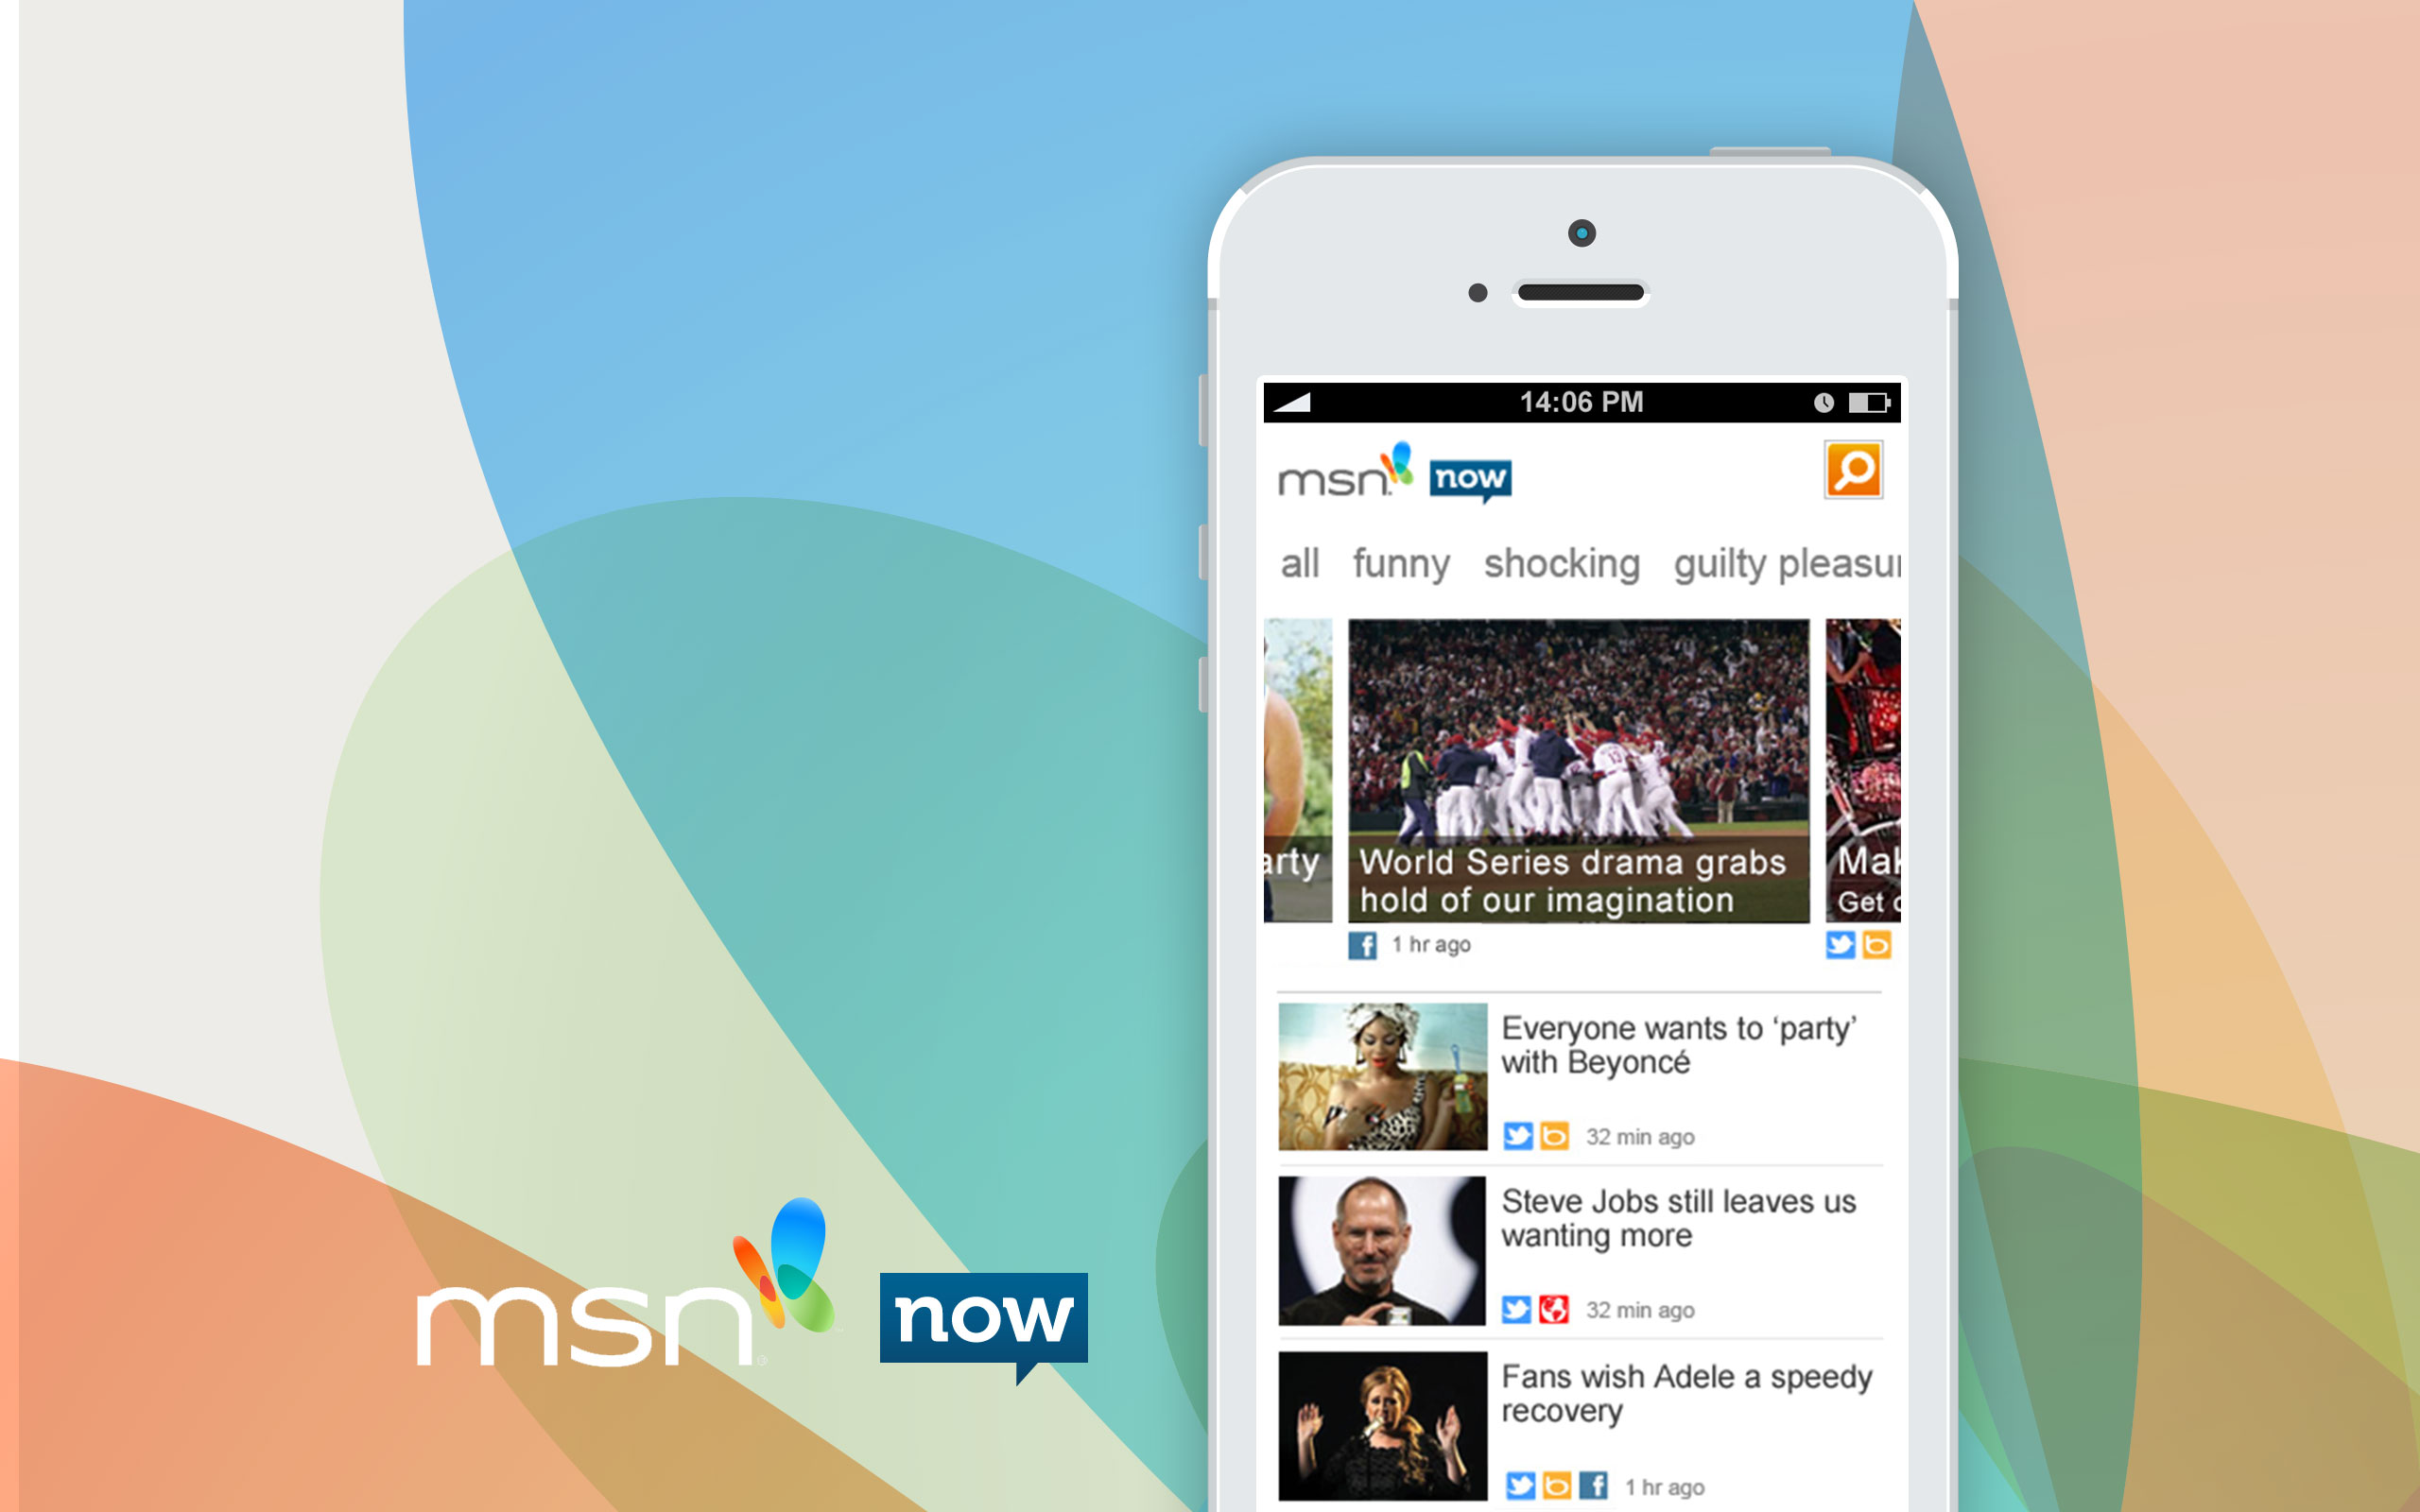 14:06 PM
msn now
all funny shocking guilty pleasur
arty
World Series drama grabs
hold of our imagination
Mak
Get
1 hr ago
Everyone wants to ‘party’
with Beyoncé
32 min ago
Steve Jobs still leaves us
wanting more
32 min ago
Fans wish Adele a speedy
recovery
1 hr ago
msn now